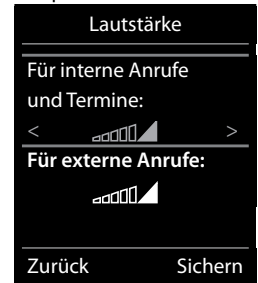 Lautstärke
Für interne Anrufe
und Termine:
< >
Für externe Anrufe:
Zurück Sichern